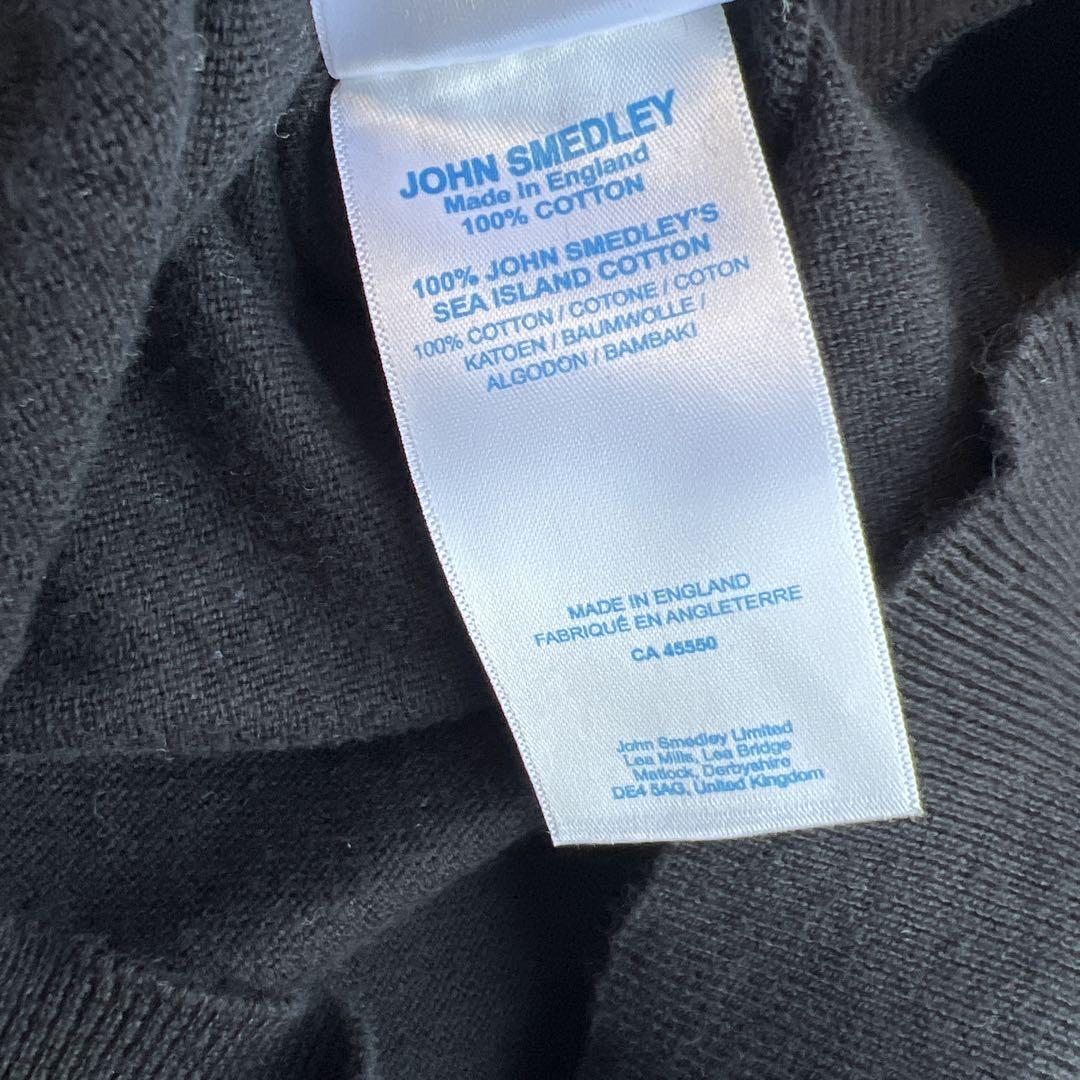 JOHN SMEDLEY
Made in England
100% COTTON
100% JOHN SMEDLEY'S
SEA ISLAND COTTON
100% COTTON / COTONE / COTON
KATOEN / BAUMWOLLE /
ALGODON / BAMBAKI
MADE IN ENGLAND
FABRIQUÉ EN ANGLETERRE
CA 45550
John Smedley Limited
Lea Mills, Lea Bridge
Matlock, Derbyshire
DE4 5AG, United Kingdom